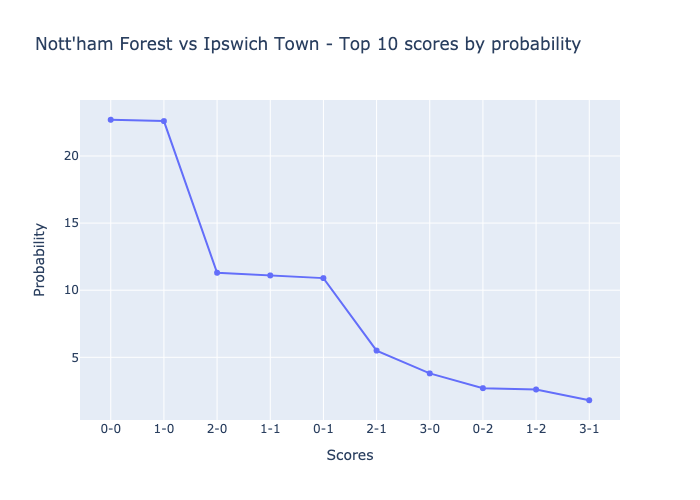 Nott'ham Forest vs Ipswich Town - Top 10 scores by probability
Probability
20
15
10
5
0-0 1-0 2-0 1-1 0-1 2-1 3-0 0-2 1-2 3-1
Scores